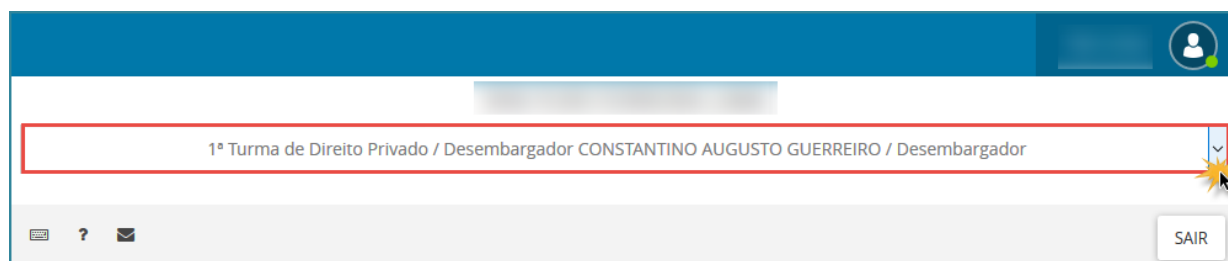 1ª Turma de Direito Privado / Desembargador CONSTANTINO AUGUSTO GUERREIRO / Desembargador
?
SAIR